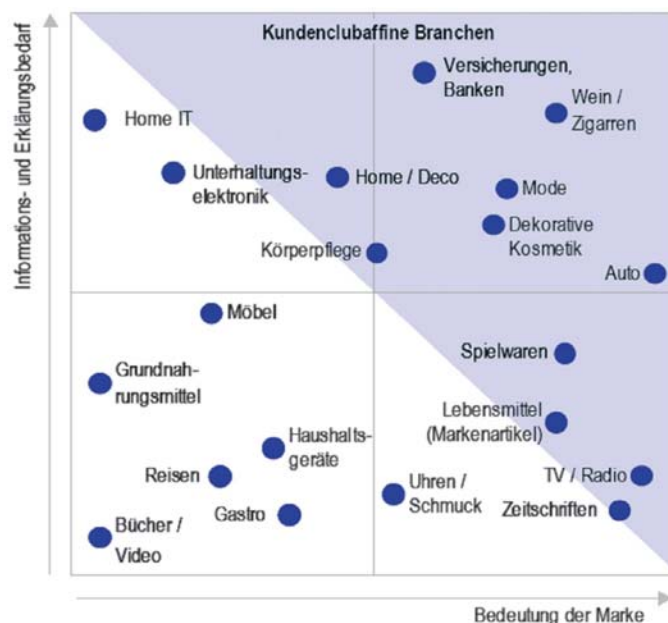 Kundenclubaffine Branchen
Versicherungen,
Banken
Wein /
Zigarren
Home IT
Unterhaltungs-
elektronik
Home / Deco
Mode
Dekorative
Kosmetik
Körperpflege
Auto
Möbel
Spielwaren
Grundnah-
rungsmittel
Lebensmittel
(Markenartikel)
Haushalts-
geräte
Reisen
TV / Radio
Uhren /
Schmuck
Gastro
Zeitschriften
Bücher /
Video
Informations- und Erklärungsbedarf
Bedeutung der Marke